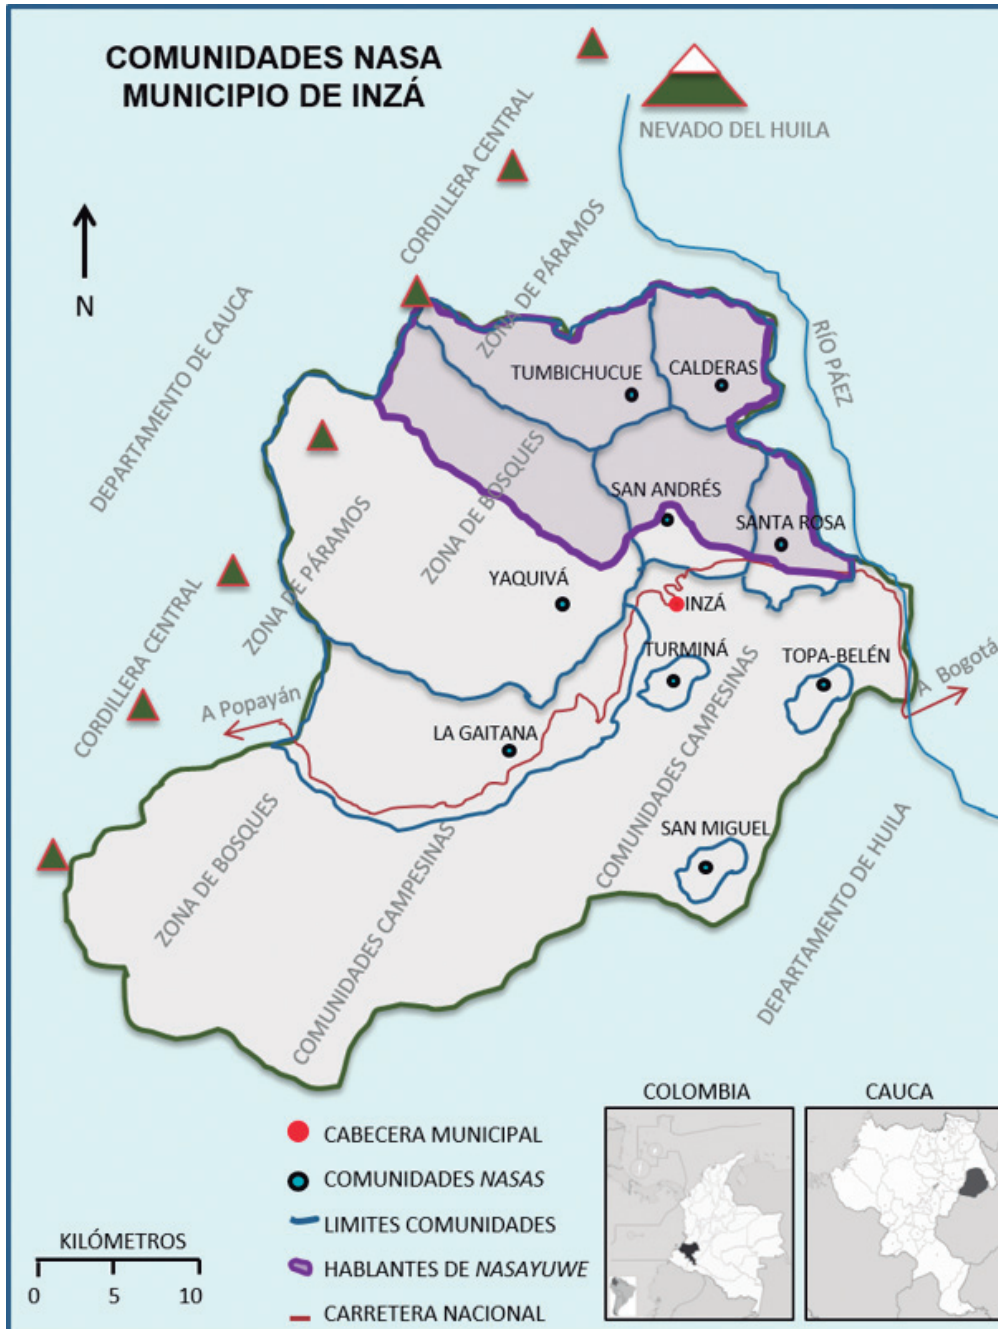 COMUNIDADES NASA
MUNICIPIO DE INZÁ
NEVADO DEL HUILA
CORDILLERA CENTRAL
ZONA DE PÁRAMOS
N
DEPARTAMENTO DE CAUCA
RÍO PÁEZ
TUMBICHUCUE
CALDERAS
ZONA DE BOSQUES
SAN ANDRÉS
SANTA ROSA
ZONA DE PÁRAMOS
YAQUIVÁ
INZÁ
CORDILLERA CENTRAL
TURMINÁ
TOPA-BELÉN
A Popayán
A Bogotá
LA GAITANA
COMUNIDADES CAMPESINAS
SAN MIGUEL
ZONA DE BOSQUES
COMUNIDADES CAMPESINAS
DEPARTAMENTO DE HUILA
COLOMBIA
CAUCA
CABECERA MUNICIPAL
COMUNIDADES NASAS
LIMITES COMUNIDADES
HABLANTES DE NASAYUWE
CARRETERA NACIONAL
KILÓMETROS
0 5 10